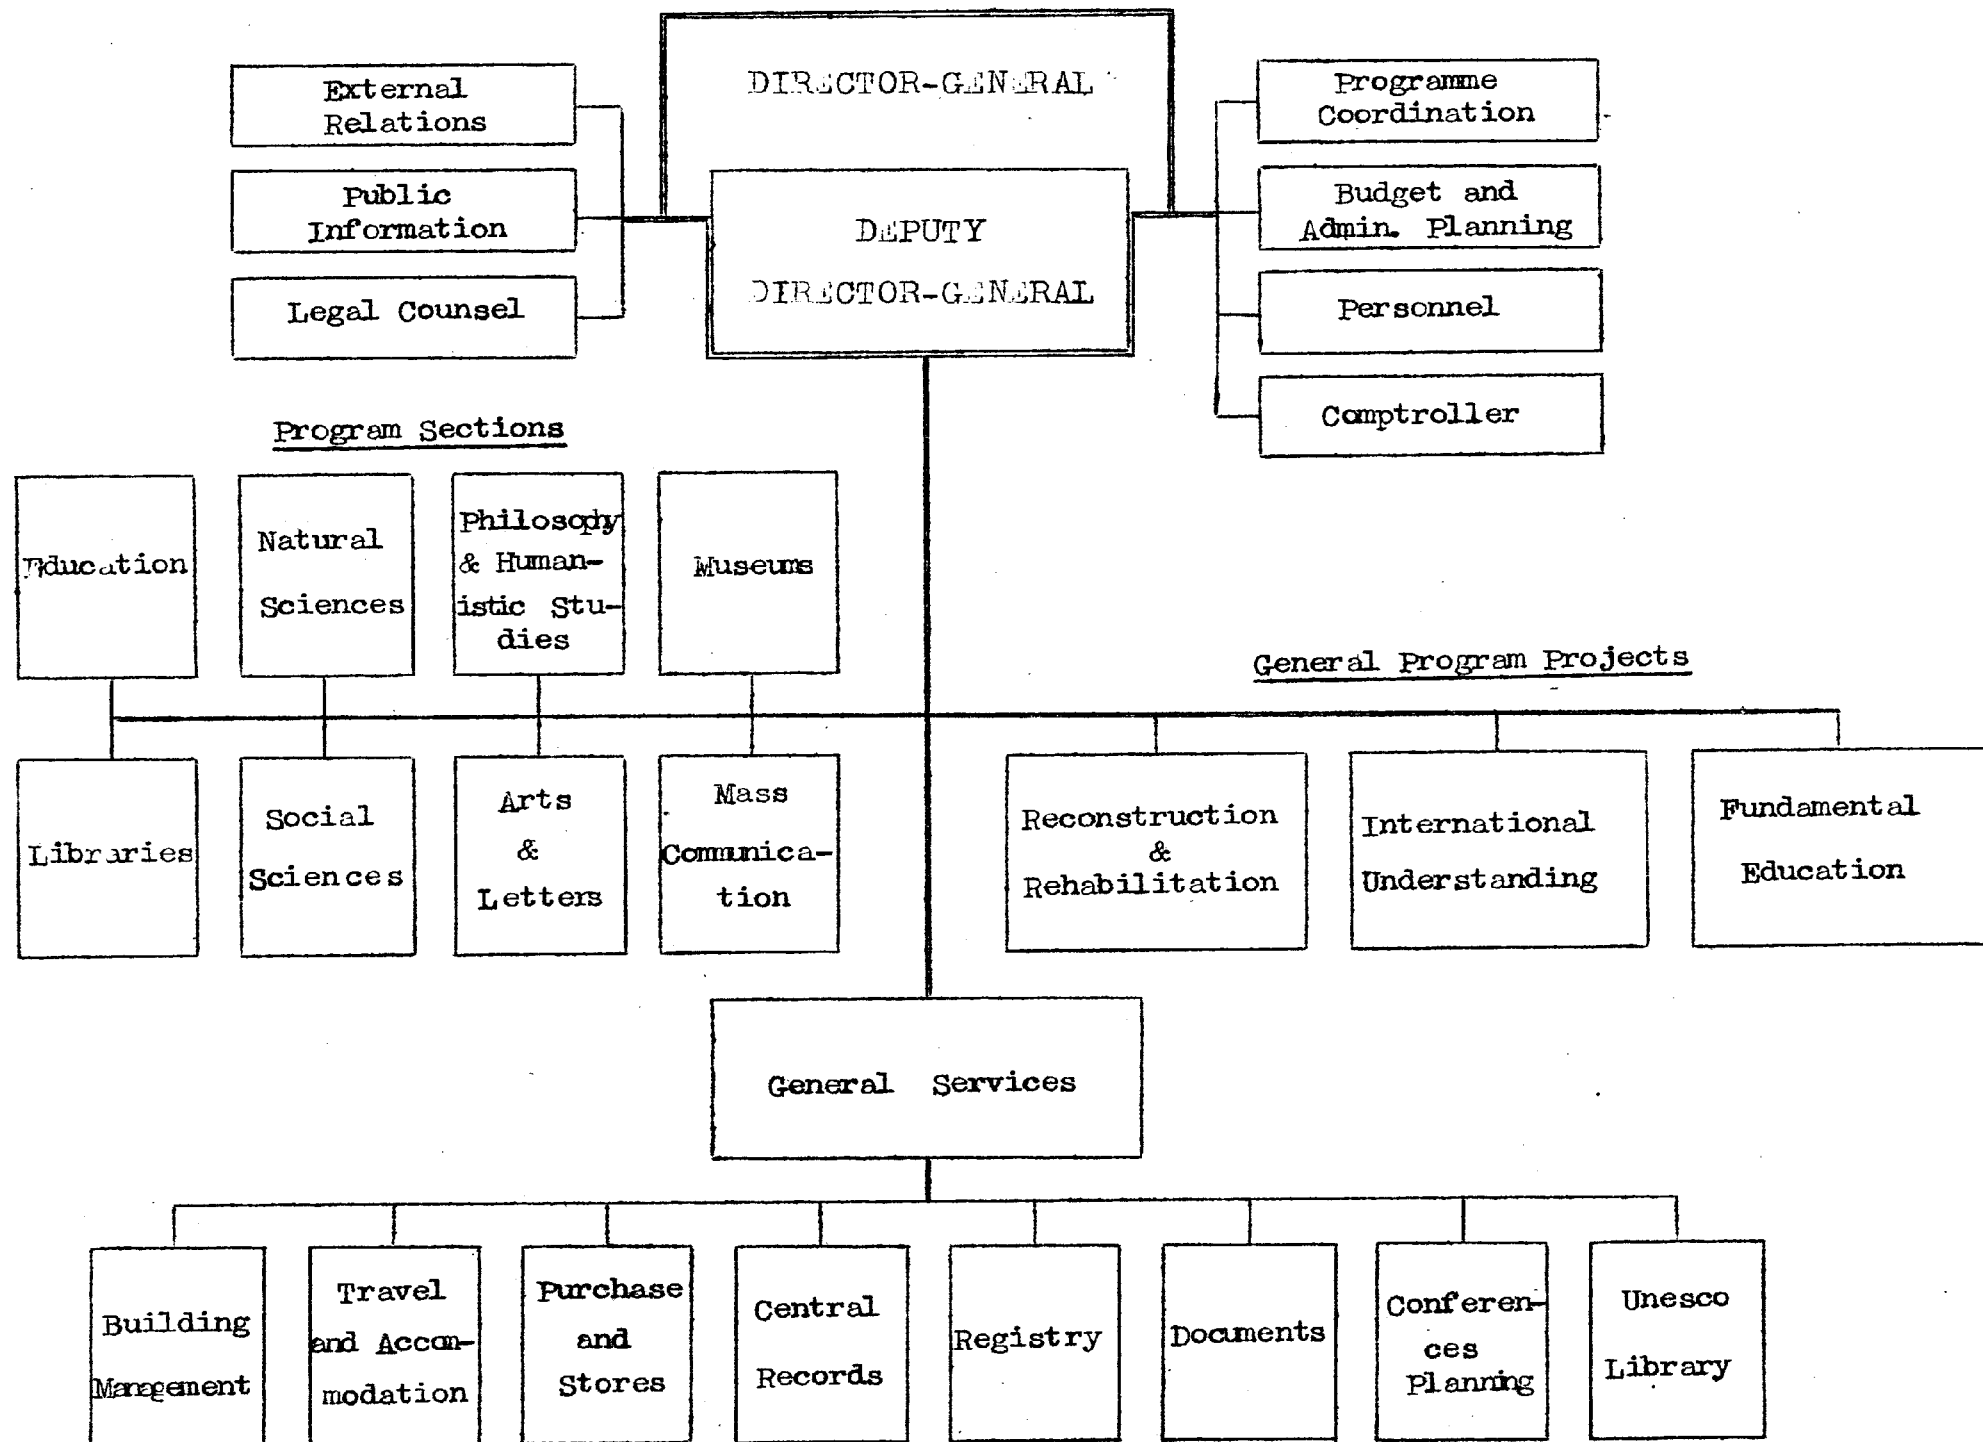 DIRECTOR-GENERAL
External
Relations
Public
Information
Legal Counsel
DEPUTY
DIRECTOR-GENERAL
Programme
Coordination
Budget and
Admin. Planning
Personnel
Comptroller
Program Sections
Education
Natural
Sciences
Philosophy
& Human-
istic Stu-
dies
Museums
General Program Projects
Libraries
Social
Sciences
Arts
&
Letters
Mass
Communica-
tion
Reconstruction
&
Rehabilitation
International
Understanding
Fundamental
Education
General Services
Building
Management
Travel
and Accom-
modation
Purchase
and
Stores
Central
Records
Registry
Documents
Conferen-
ces
Planning
Unesco
Library